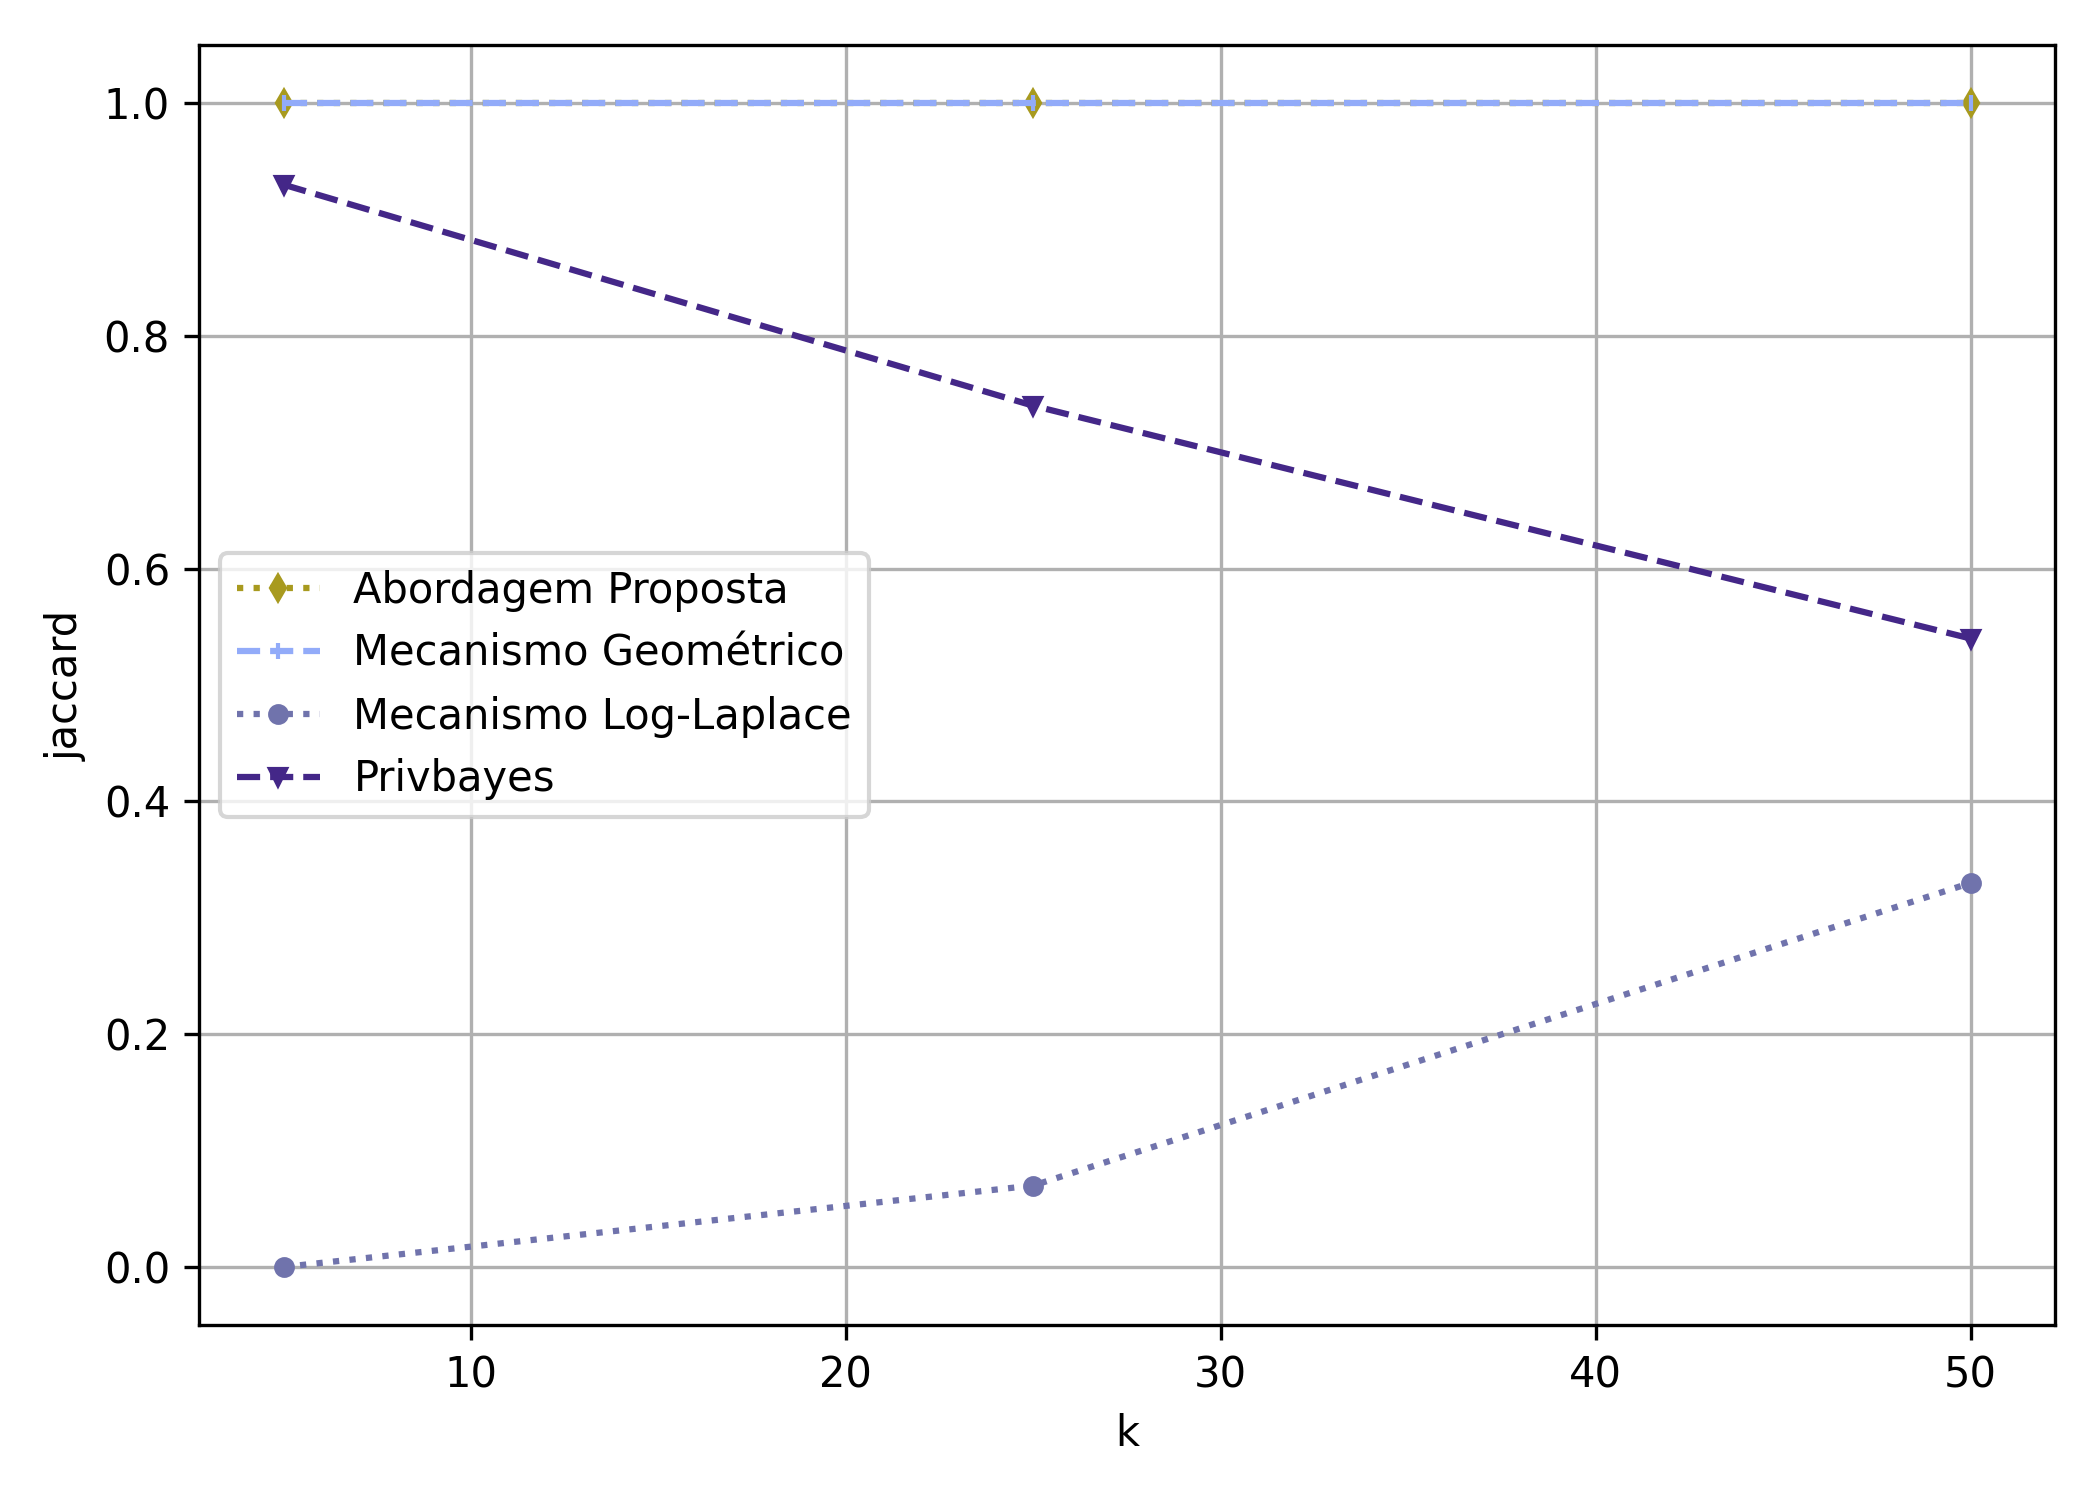 1.0
0.8
0.6
0.4
0.2
0.0
jaccard
Abordagem Proposta
Mecanismo Geométrico
Mecanismo Log-Laplace
Privbayes
10 20 30 40 50
k